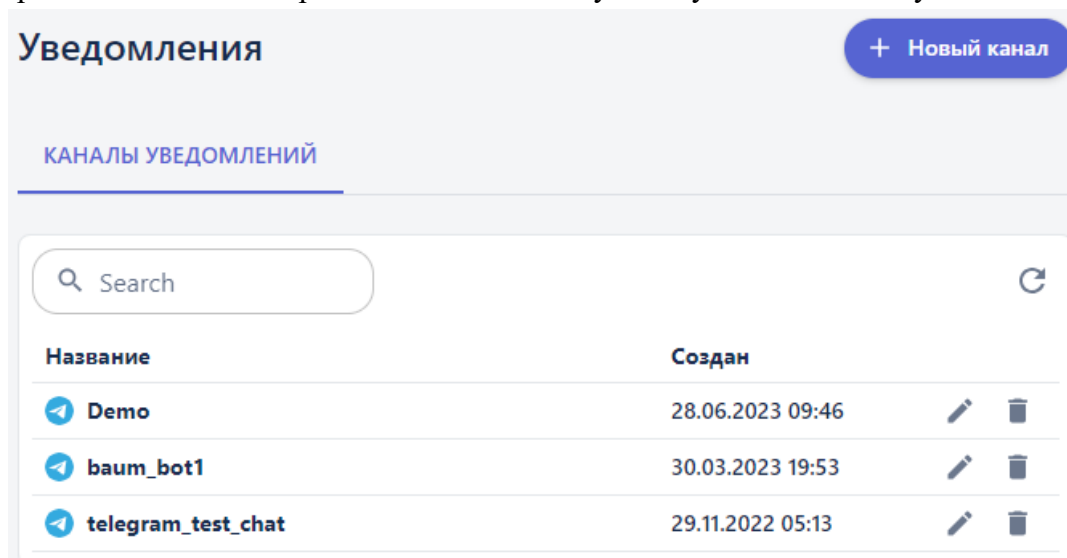 Уведомления
+ Новый канал
КАНАЛЫ УВЕДОМЛЕНИЙ
Search
Название Создан
Demo 28.06.2023 09:46
baum_bot1 30.03.2023 19:53
telegram_test_chat 29.11.2022 05:13